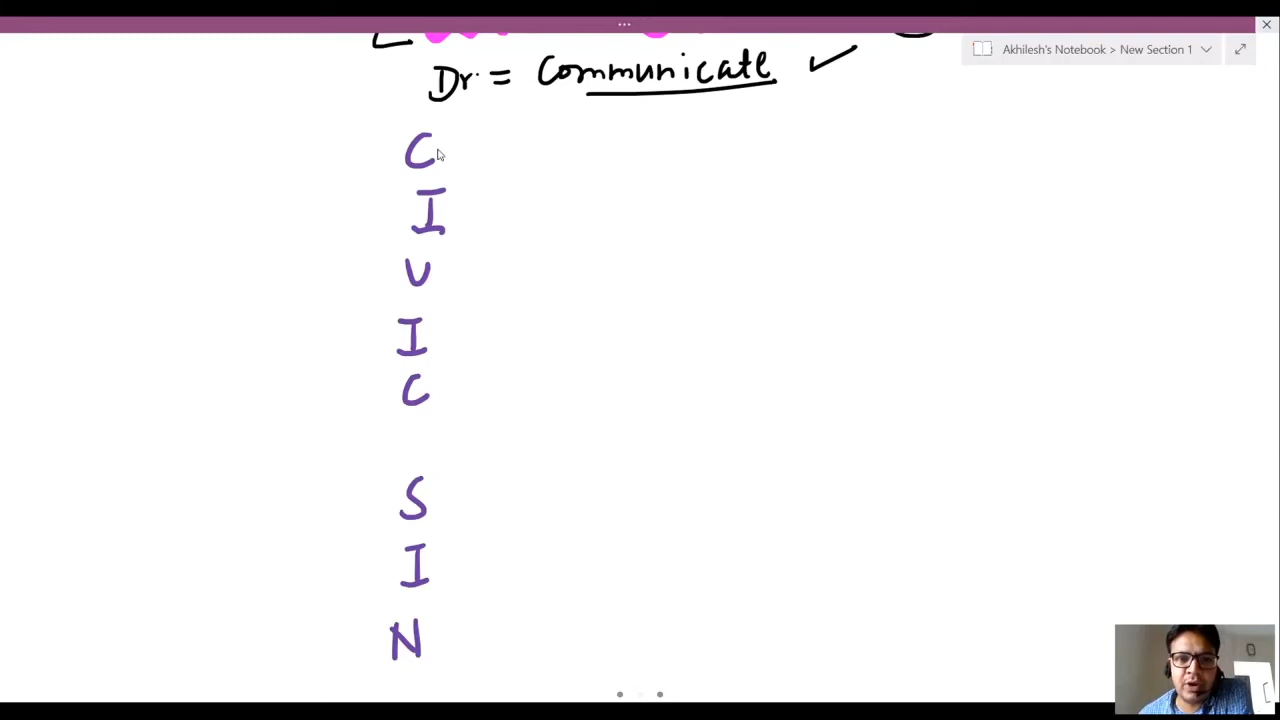 Akhilesh's Notebook > New Section 1
Dr. = Communicate ✓
C
I
V
I
C
S
I
N